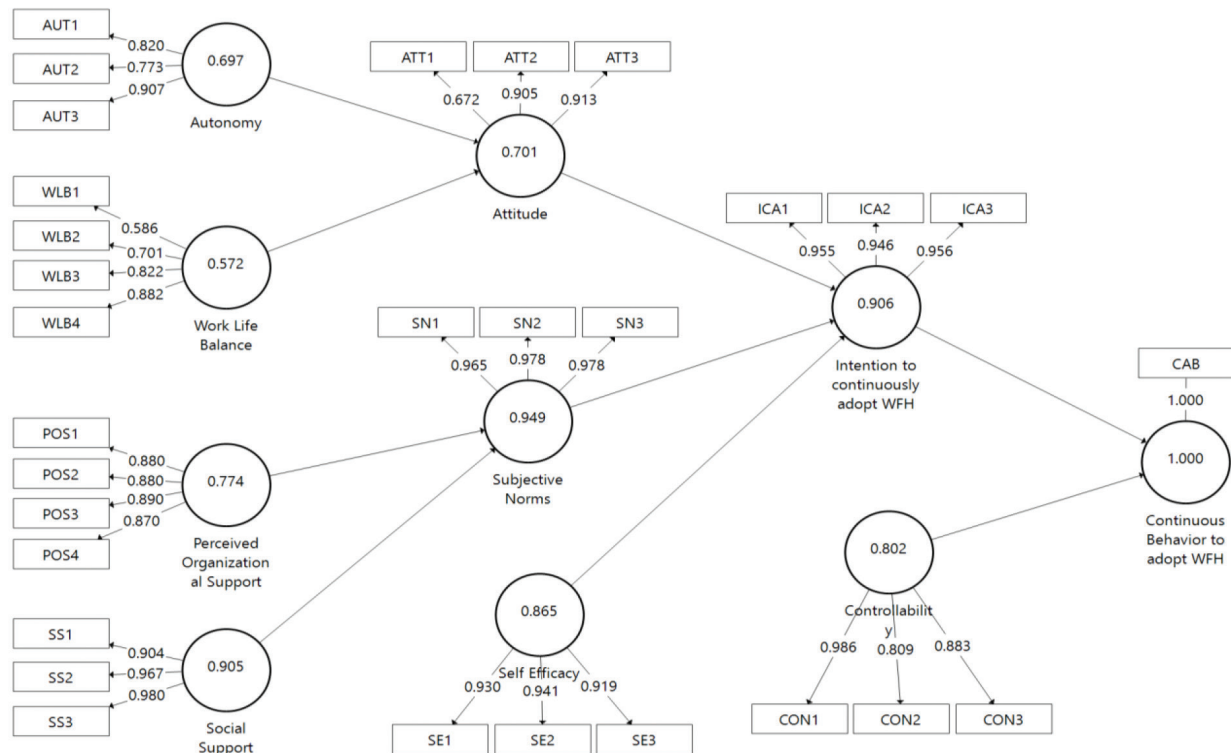 AUT1
0.820
AUT2
0.773
AUT3
0.907
0.697
Autonomy
ATT1
ATT2
ATT3
0.672
0.905
0.913
0.701
Attitude
WLB1
0.586
WLB2
0.701
WLB3
0.822
WLB4
0.882
0.572
Work Life
Balance
ICA1
ICA2
ICA3
0.955
0.946
0.956
0.906
Intention to
continuously
adopt WFH
SN1
SN2
SN3
0.965
0.978
0.978
0.949
Subjective
Norms
CAB
1.000
1.000
Continuous
Behavior to
adopt WFH
POS1
0.880
POS2
0.880
POS3
0.890
POS4
0.870
0.774
Perceived
Organization
al Support
0.802
Controllabilit
y
0.986
0.809
0.883
CON1
CON2
CON3
0.865
Self Efficacy
0.930
0.941
0.919
SE1
SE2
SE3
SS1
0.904
SS2
0.967
SS3
0.980
0.905
Social
Support